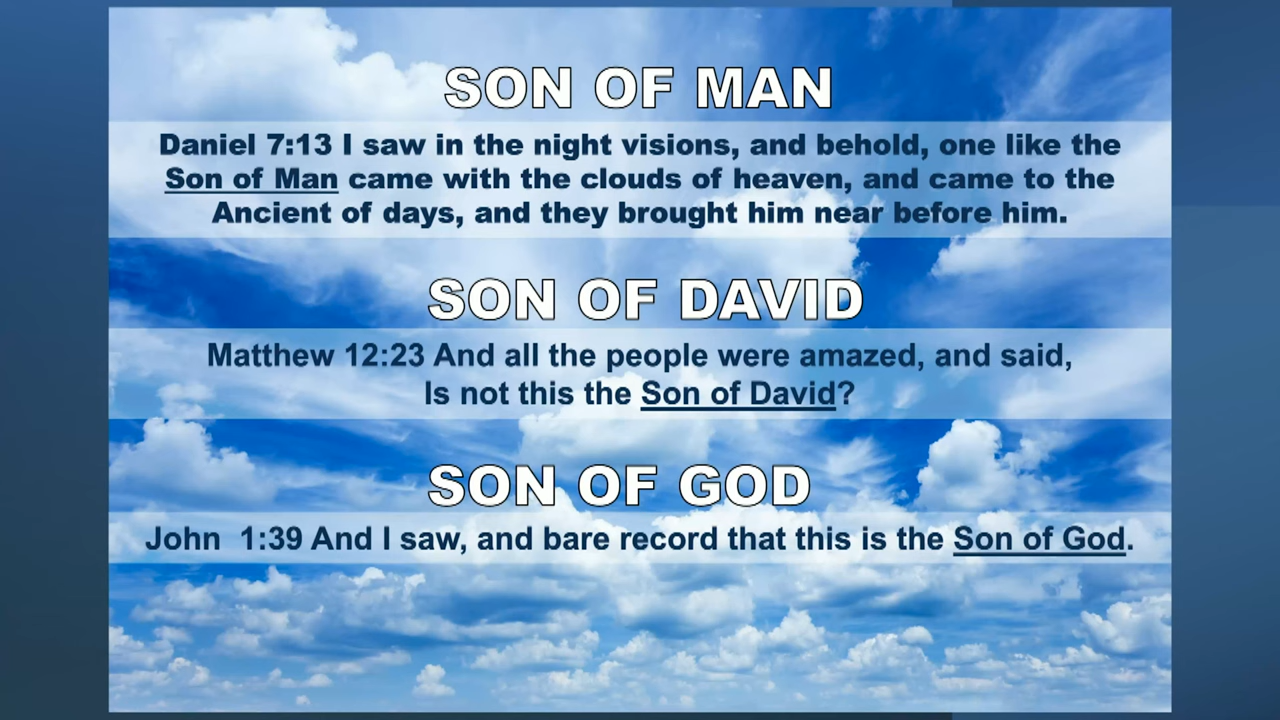 SON OF MAN
Daniel 7:13 I saw in the night visions, and behold, one like the
Son of Man came with the clouds of heaven, and came to the
Ancient of days, and they brought him near before him.
SON OF DAVID
Matthew 12:23 And all the people were amazed, and said,
Is not this the Son of David?
SON OF GOD
John 1:39 And I saw, and bare record that this is the Son of God.